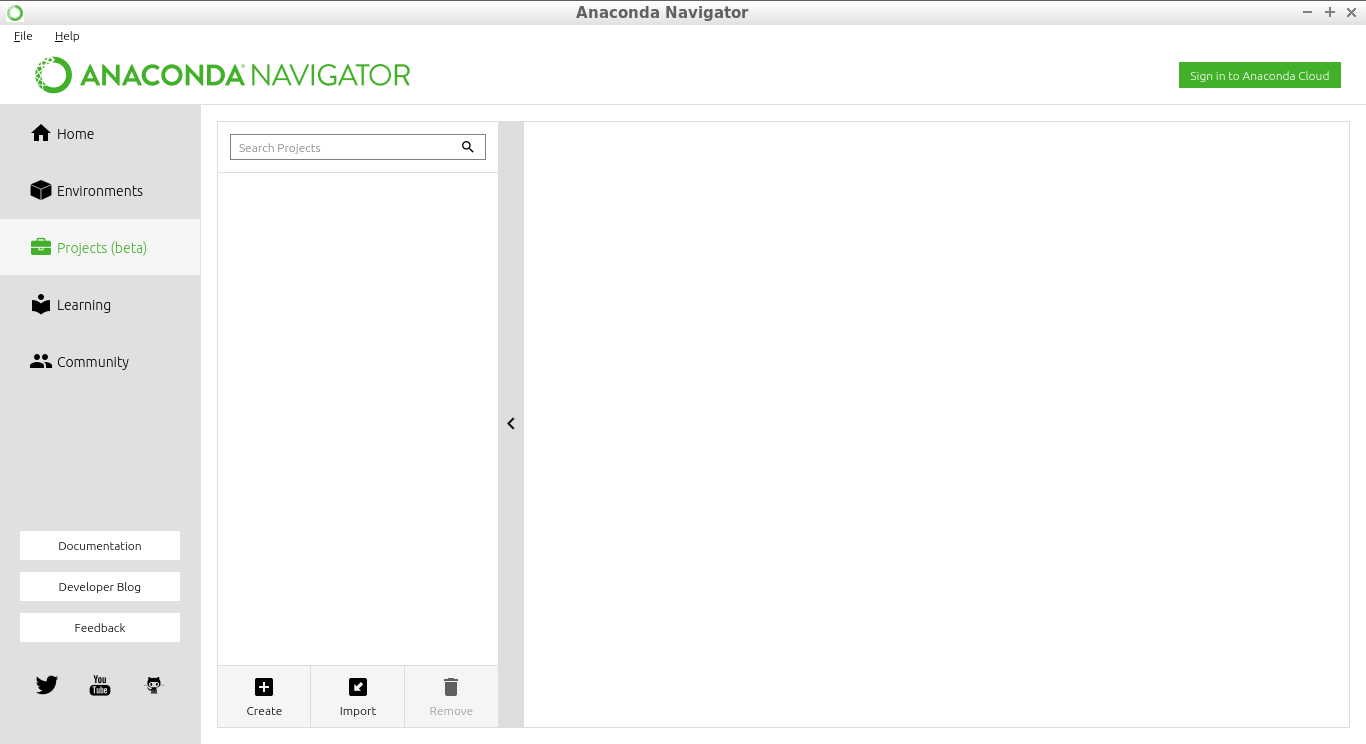 Anaconda Navigator
File Help
ANACONDA NAVIGATOR
Sign in to Anaconda Cloud
Home
Environments
Projects (beta)
Learning
Community
Documentation
Developer Blog
Feedback
You
Tube
Search Projects
Create Import Remove